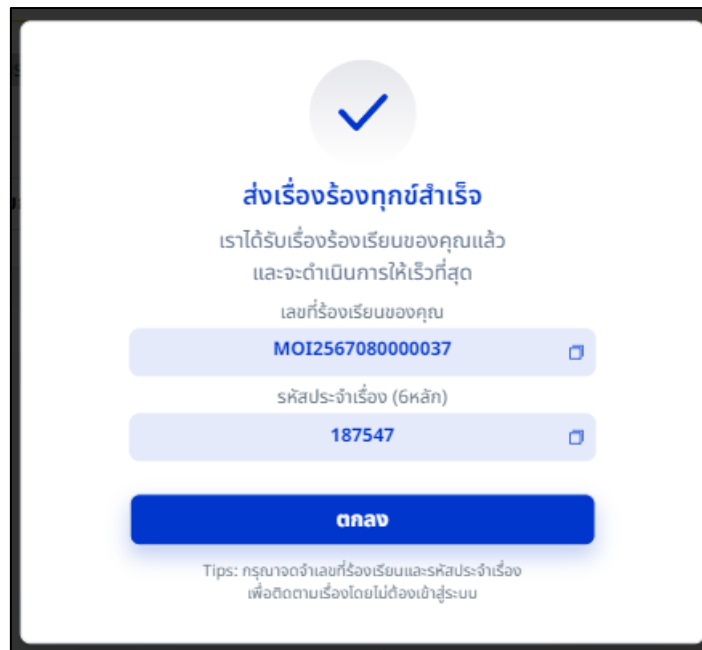 ส่งเรื่องร้องทุกข์สำเร็จ
เราได้รับเรื่องร้องเรียนของคุณแล้ว
และจะดำเนินการให้เร็วที่สุด
เลขที่ร้องเรียนของคุณ
MOI2567080000037
รหัสประจำเรื่อง (6หลัก)
187547
ตกลง
Tips: กรุณาจดจำเลขที่ร้องเรียนและรหัสประจำเรื่อง
เพื่อติดตามเรื่องโดยไม่ต้องเข้าสู่ระบบ